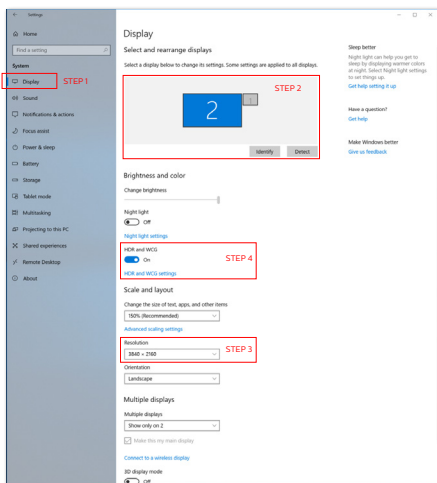 Settings
Home
Find a setting
System
Display
STEP 1
Sound
Notifications & actions
Focus assist
Power & sleep
Battery
Storage
Tablet mode
Multitasking
Projecting to this PC
Shared experiences
Remote Desktop
About
Display
Select and rearrange displays
Select a display below to change its settings. Some settings are applied to all displays.
STEP 2
1
2
Identify
Detect
Brightness and color
Change brightness
Night light
Off
Night light settings
HDR and WCG
On
STEP 4
HDR and WCG settings
Scale and layout
Change the size of text, apps, and other items
150% (Recommended)
Advanced scaling settings
Resolution
3840 × 2160
STEP 3
Orientation
Landscape
Multiple displays
Multiple displays
Show only on 2
Make this my main display
Connect to a wireless display
3D display mode
Off
Sleep better
Night light can help you get to
sleep by displaying warmer colors
at night. Select Night light settings
to set things up.
Get help setting it up
Have a question?
Get help
Make Windows better
Give us feedback